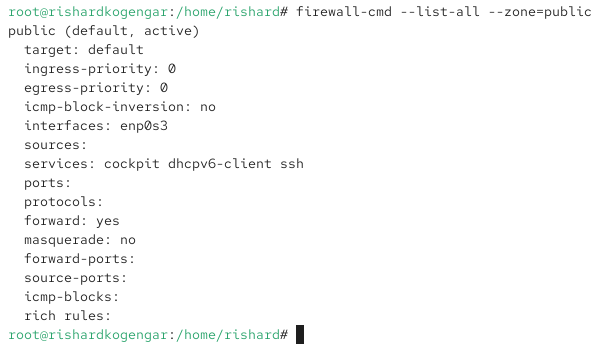 root@rishardkogengar:/home/rishard# firewall-cmd --list-all --zone=public
public (default, active)
  target: default
  ingress-priority: 0
  egress-priority: 0
  icmp-block-inversion: no
  interfaces: enp0s3
  sources:
  services: cockpit dhcpv6-client ssh
  ports:
  protocols:
  forward: yes
  masquerade: no
  forward-ports:
  source-ports:
  icmp-blocks:
  rich rules:
root@rishardkogengar:/home/rishard#